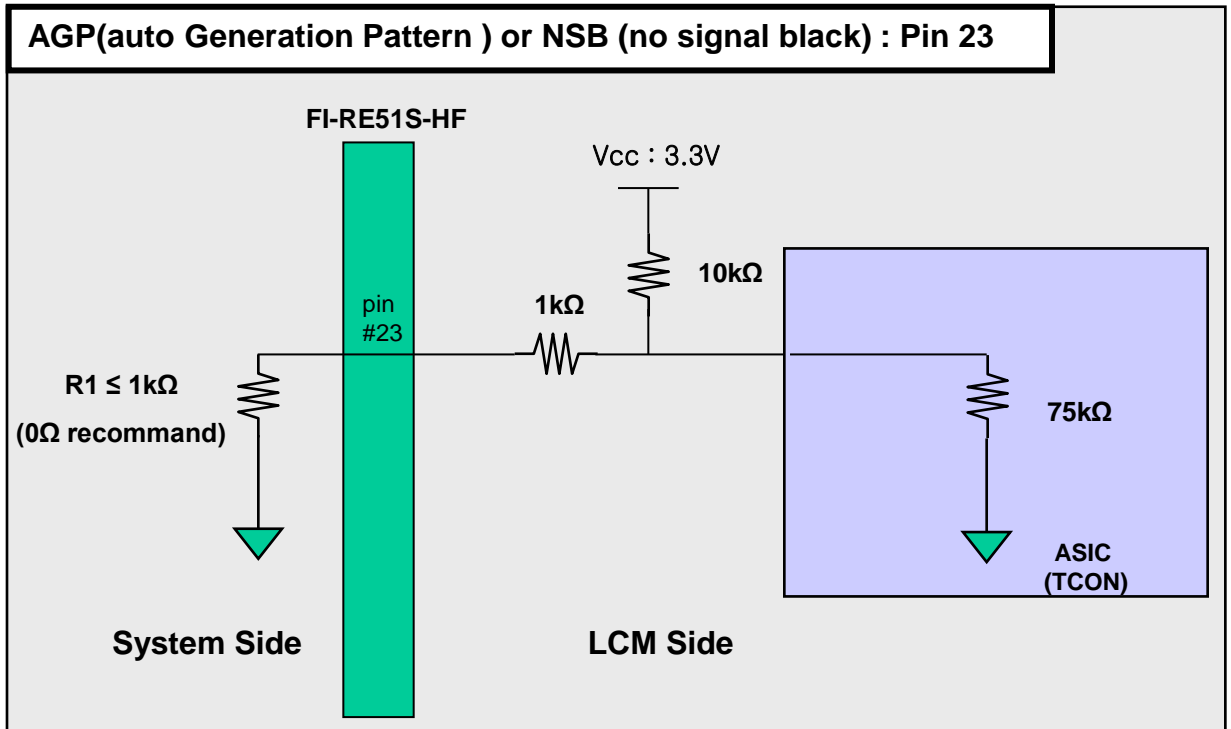 AGP(auto Generation Pattern ) or NSB (no signal black) : Pin 23
FI-RE51S-HF
Vcc : 3.3V
10kΩ
1kΩ
pin
#23
R1 ≤ 1kΩ
(0Ω recommand)
75kΩ
ASIC
(TCON)
System Side
LCM Side